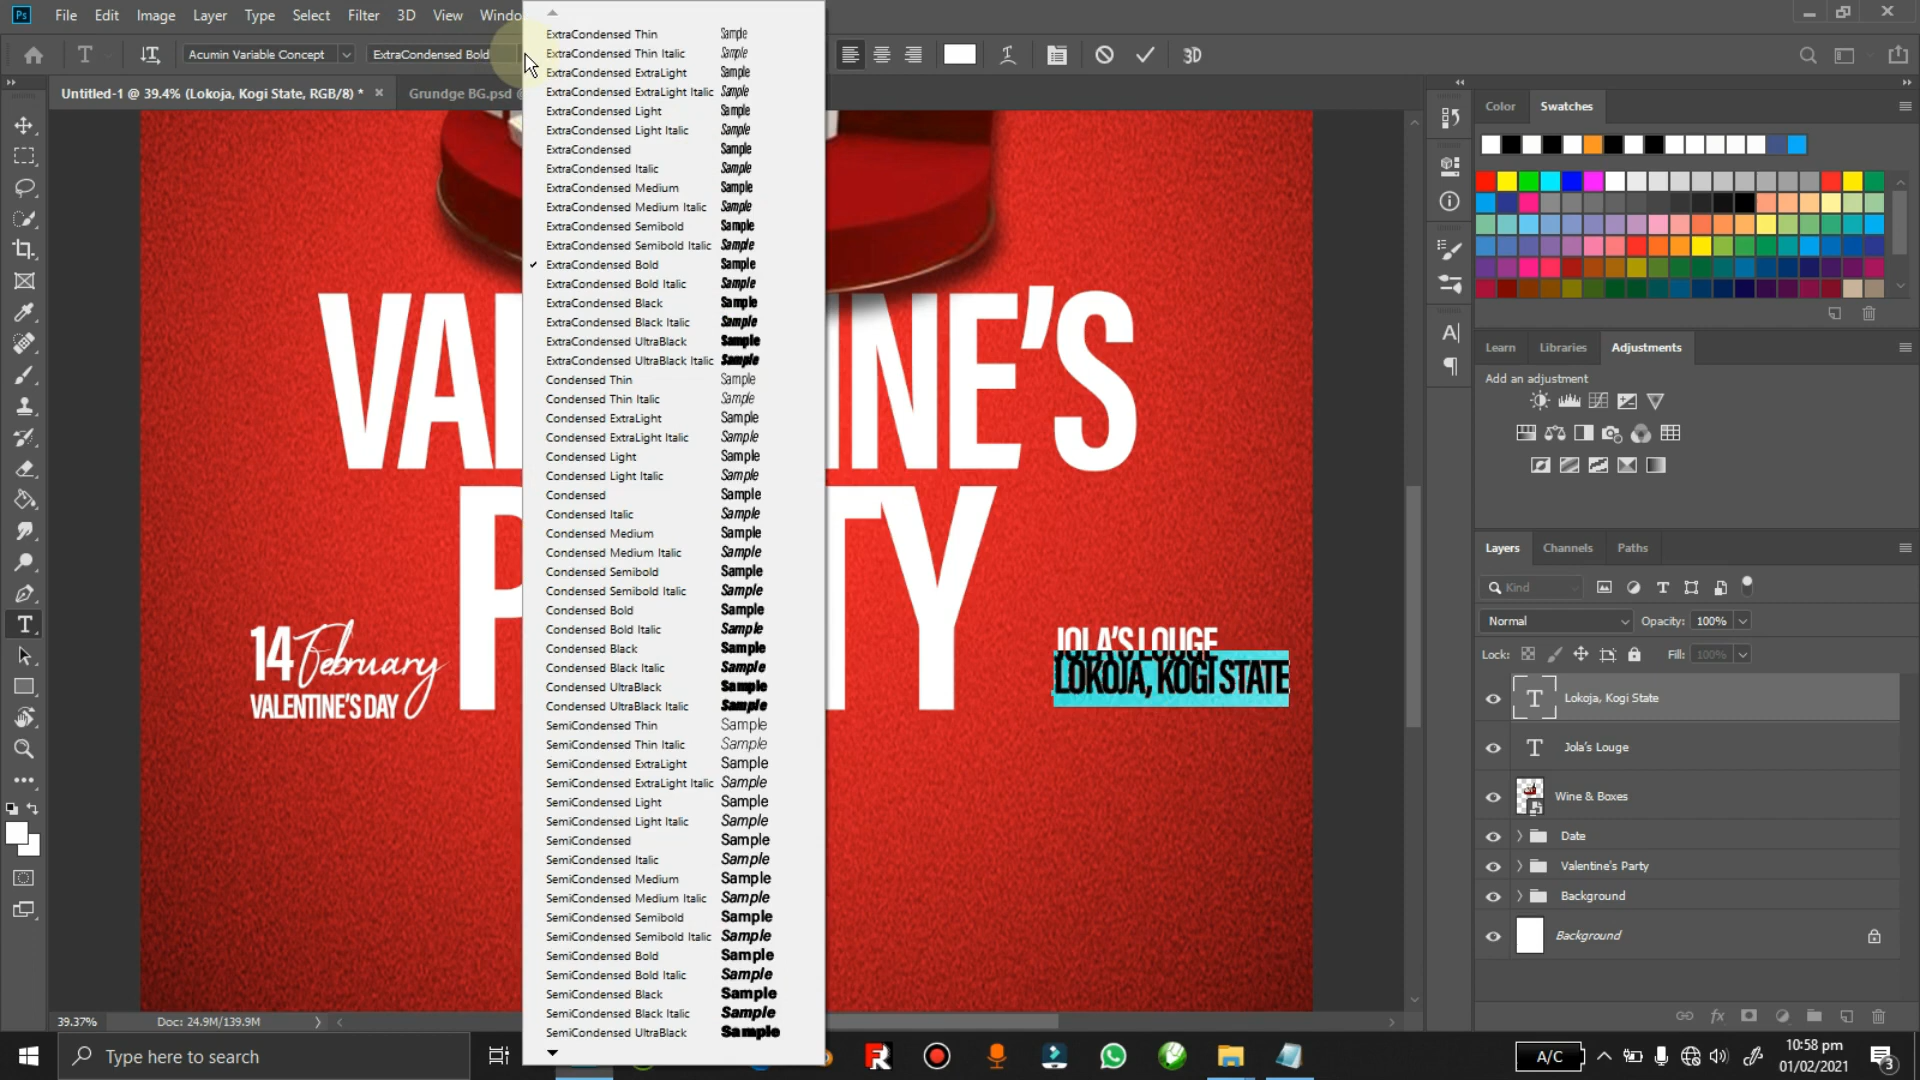 File Edit Image Layer Type Select Filter 3D View Windo
Acumin Variable Concept ExtraCondensed Bold 3D
Untitled-1 @ 39.4% (Lokoja, Kogi State, RGB/8) * Grundge BG.psd
ExtraCondensed Thin Sample
ExtraCondensed Thin Italic Sample
ExtraCondensed ExtraLight Sample
ExtraCondensed ExtraLight Italic Sample
ExtraCondensed Light Sample
ExtraCondensed Light Italic Sample
ExtraCondensed Sample
ExtraCondensed Italic Sample
ExtraCondensed Medium Sample
ExtraCondensed Medium Italic Sample
ExtraCondensed Semibold Sample
ExtraCondensed Semibold Italic Sample
ExtraCondensed Bold Sample
ExtraCondensed Bold Italic Sample
ExtraCondensed Black Sample
ExtraCondensed Black Italic Sample
ExtraCondensed UltraBlack Sample
ExtraCondensed UltraBlack Italic Sample
Condensed Thin Sample
Condensed Thin Italic Sample
Condensed ExtraLight Sample
Condensed ExtraLight Italic Sample
Condensed Light Sample
Condensed Light Italic Sample
Condensed Sample
Condensed Italic Sample
Condensed Medium Sample
Condensed Medium Italic Sample
Condensed Semibold Sample
Condensed Semibold Italic Sample
Condensed Bold Sample
Condensed Bold Italic Sample
Condensed Black Sample
Condensed Black Italic Sample
Condensed UltraBlack Sample
Condensed UltraBlack Italic Sample
SemiCondensed Thin Sample
SemiCondensed Thin Italic Sample
SemiCondensed ExtraLight Sample
SemiCondensed ExtraLight Italic Sample
SemiCondensed Light Sample
SemiCondensed Light Italic Sample
SemiCondensed Sample
SemiCondensed Italic Sample
SemiCondensed Medium Sample
SemiCondensed Medium Italic Sample
SemiCondensed Semibold Sample
SemiCondensed Semibold Italic Sample
SemiCondensed Bold Sample
SemiCondensed Bold Italic Sample
SemiCondensed Black Sample
SemiCondensed Black Italic Sample
SemiCondensed UltraBlack Sample
VA INE'S
P TY
14 February
VALENTINE'S DAY
JOLA'S LOUGE
LOKOJA, KOGI STATE
Color Swatches
Learn Libraries Adjustments
Add an adjustment
Layers Channels Paths
Kind
Normal Opacity: 100%
Lock: Fill: 100%
Lokoja, Kogi State
Jola's Louge
Wine & Boxes
Date
Valentine's Party
Background
Background
39.37% Doc: 24.9M/139.9M
Type here to search
A/C
10:58 pm
01/02/2021
3